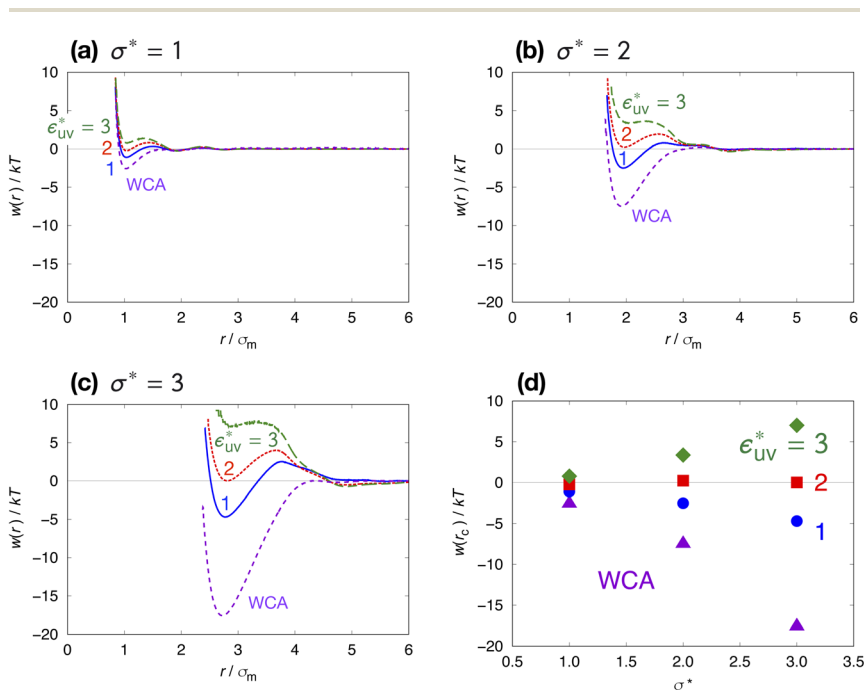 (a) σ* = 1
10
5
0
−5
−10
−15
−20
w(r) / kT
ϵ*uv = 3
2
1
WCA
0 1 2 3 4 5 6
r / σm
(b) σ* = 2
10
5
0
−5
−10
−15
−20
w(r) / kT
ϵ*uv = 3
2
1
WCA
0 1 2 3 4 5 6
r / σm
(c) σ* = 3
10
5
0
−5
−10
−15
−20
w(r) / kT
ϵ*uv = 3
2
1
WCA
0 1 2 3 4 5 6
r / σm
(d)
10
5
0
−5
−10
−15
−20
w(rc) / kT
ϵ*uv = 3
2
1
WCA
0.5 1.0 1.5 2.0 2.5 3.0 3.5
σ*